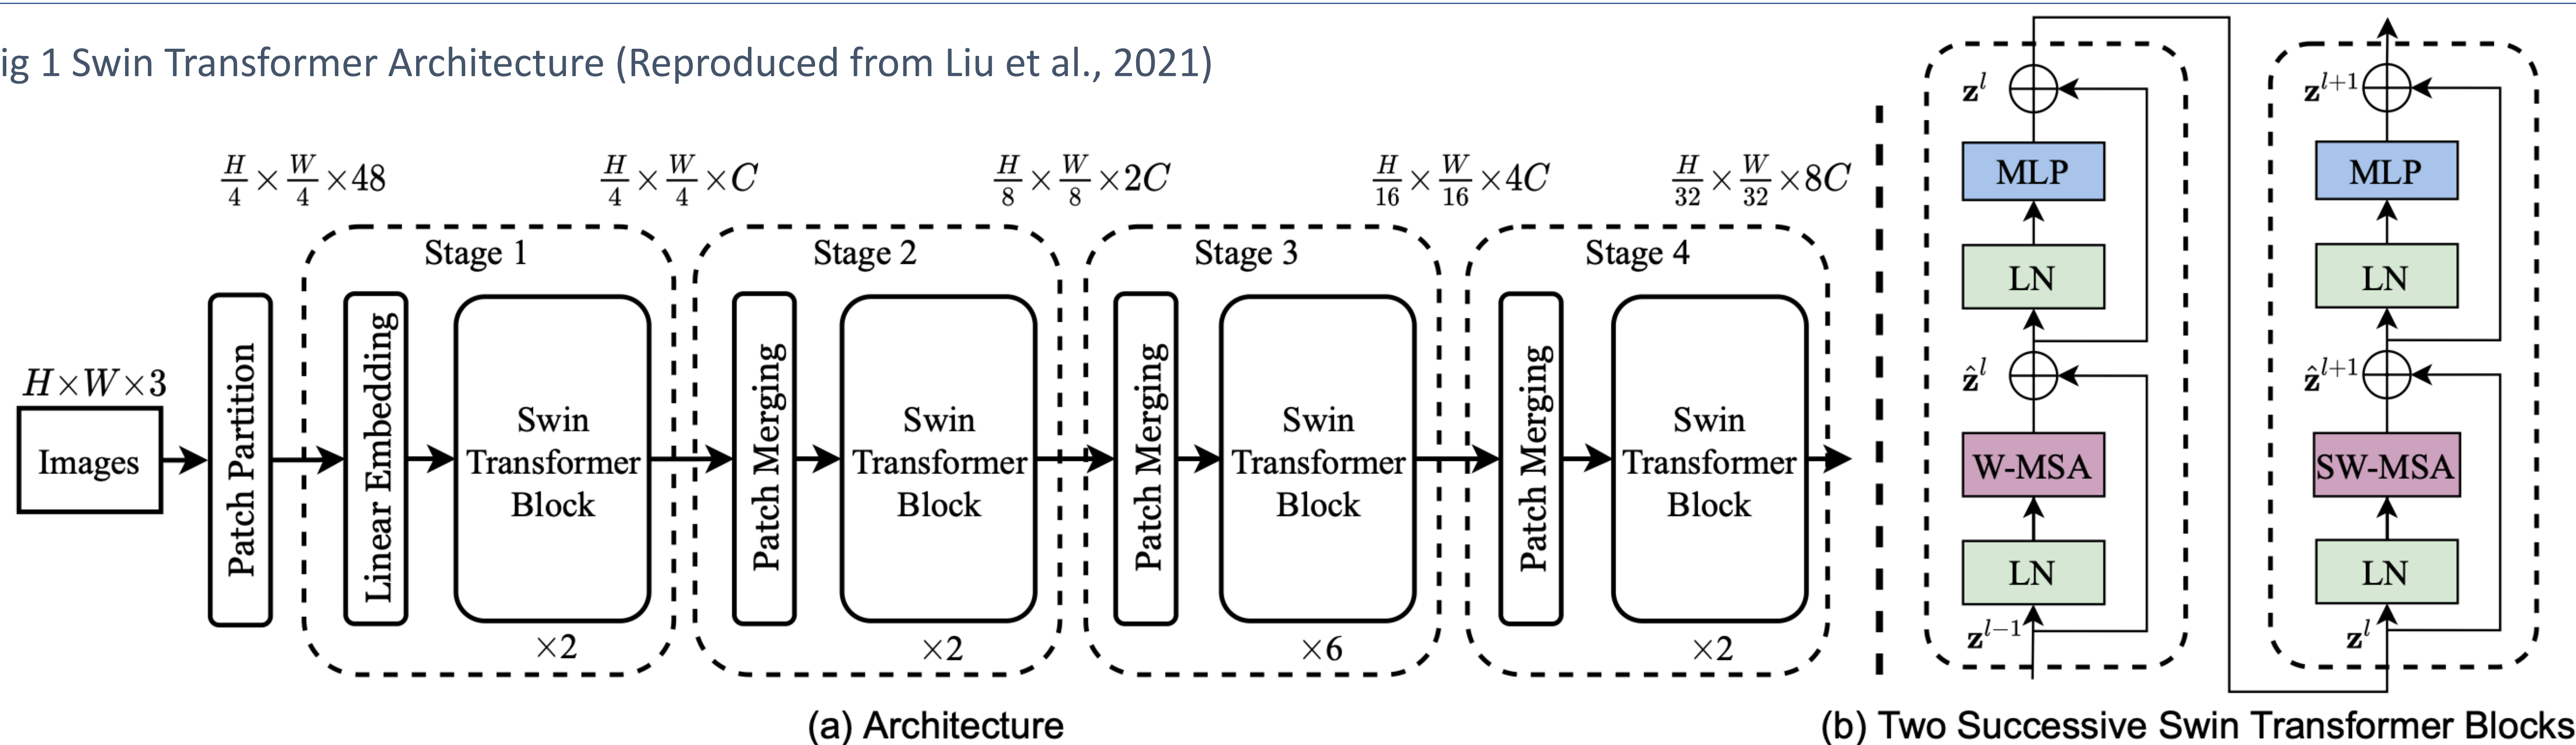 ig 1 Swin Transformer Architecture (Reproduced from Liu et al., 2021)
H/4 × W/4 × 48
H/4 × W/4 × C
H/8 × W/8 × 2C
H/16 × W/16 × 4C
H/32 × W/32 × 8C
Stage 1
Stage 2
Stage 3
Stage 4
H×W×3
Images
Patch Partition
Linear Embedding
Swin
Transformer
Block
×2
Patch Merging
Swin
Transformer
Block
×2
Patch Merging
Swin
Transformer
Block
×6
Patch Merging
Swin
Transformer
Block
×2
(a) Architecture
z^l
MLP
LN
ẑ^l
W-MSA
LN
z^{l−1}
z^{l+1}
MLP
LN
ẑ^{l+1}
SW-MSA
LN
z^l
(b) Two Successive Swin Transformer Blocks